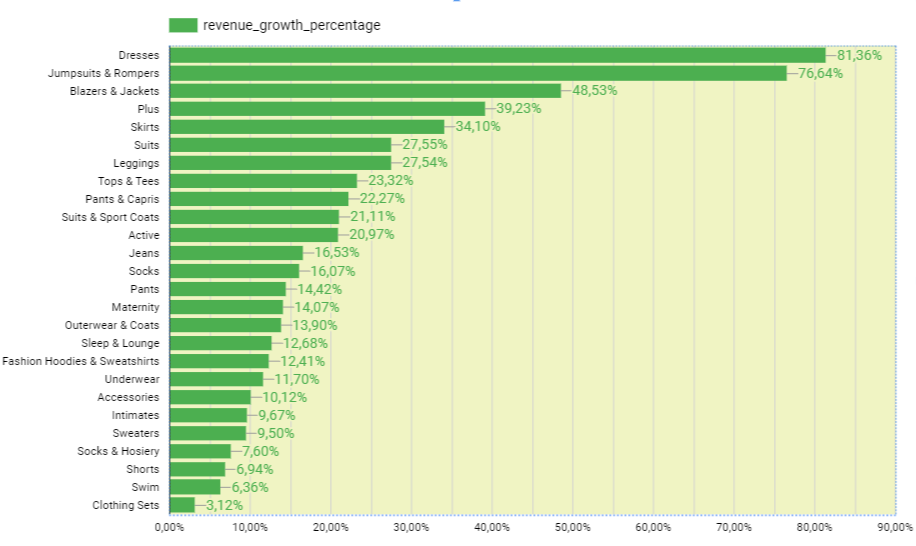 revenue_growth_percentage
Dresses 81,36%
Jumpsuits & Rompers 76,64%
Blazers & Jackets 48,53%
Plus 39,23%
Skirts 34,10%
Suits 27,55%
Leggings 27,54%
Tops & Tees 23,32%
Pants & Capris 22,27%
Suits & Sport Coats 21,11%
Active 20,97%
Jeans 16,53%
Socks 16,07%
Pants 14,42%
Maternity 14,07%
Outerwear & Coats 13,90%
Sleep & Lounge 12,68%
Fashion Hoodies & Sweatshirts 12,41%
Underwear 11,70%
Accessories 10,12%
Intimates 9,67%
Sweaters 9,50%
Socks & Hosiery 7,60%
Shorts 6,94%
Swim 6,36%
Clothing Sets 3,12%
0,00% 10,00% 20,00% 30,00% 40,00% 50,00% 60,00% 70,00% 80,00% 90,00%